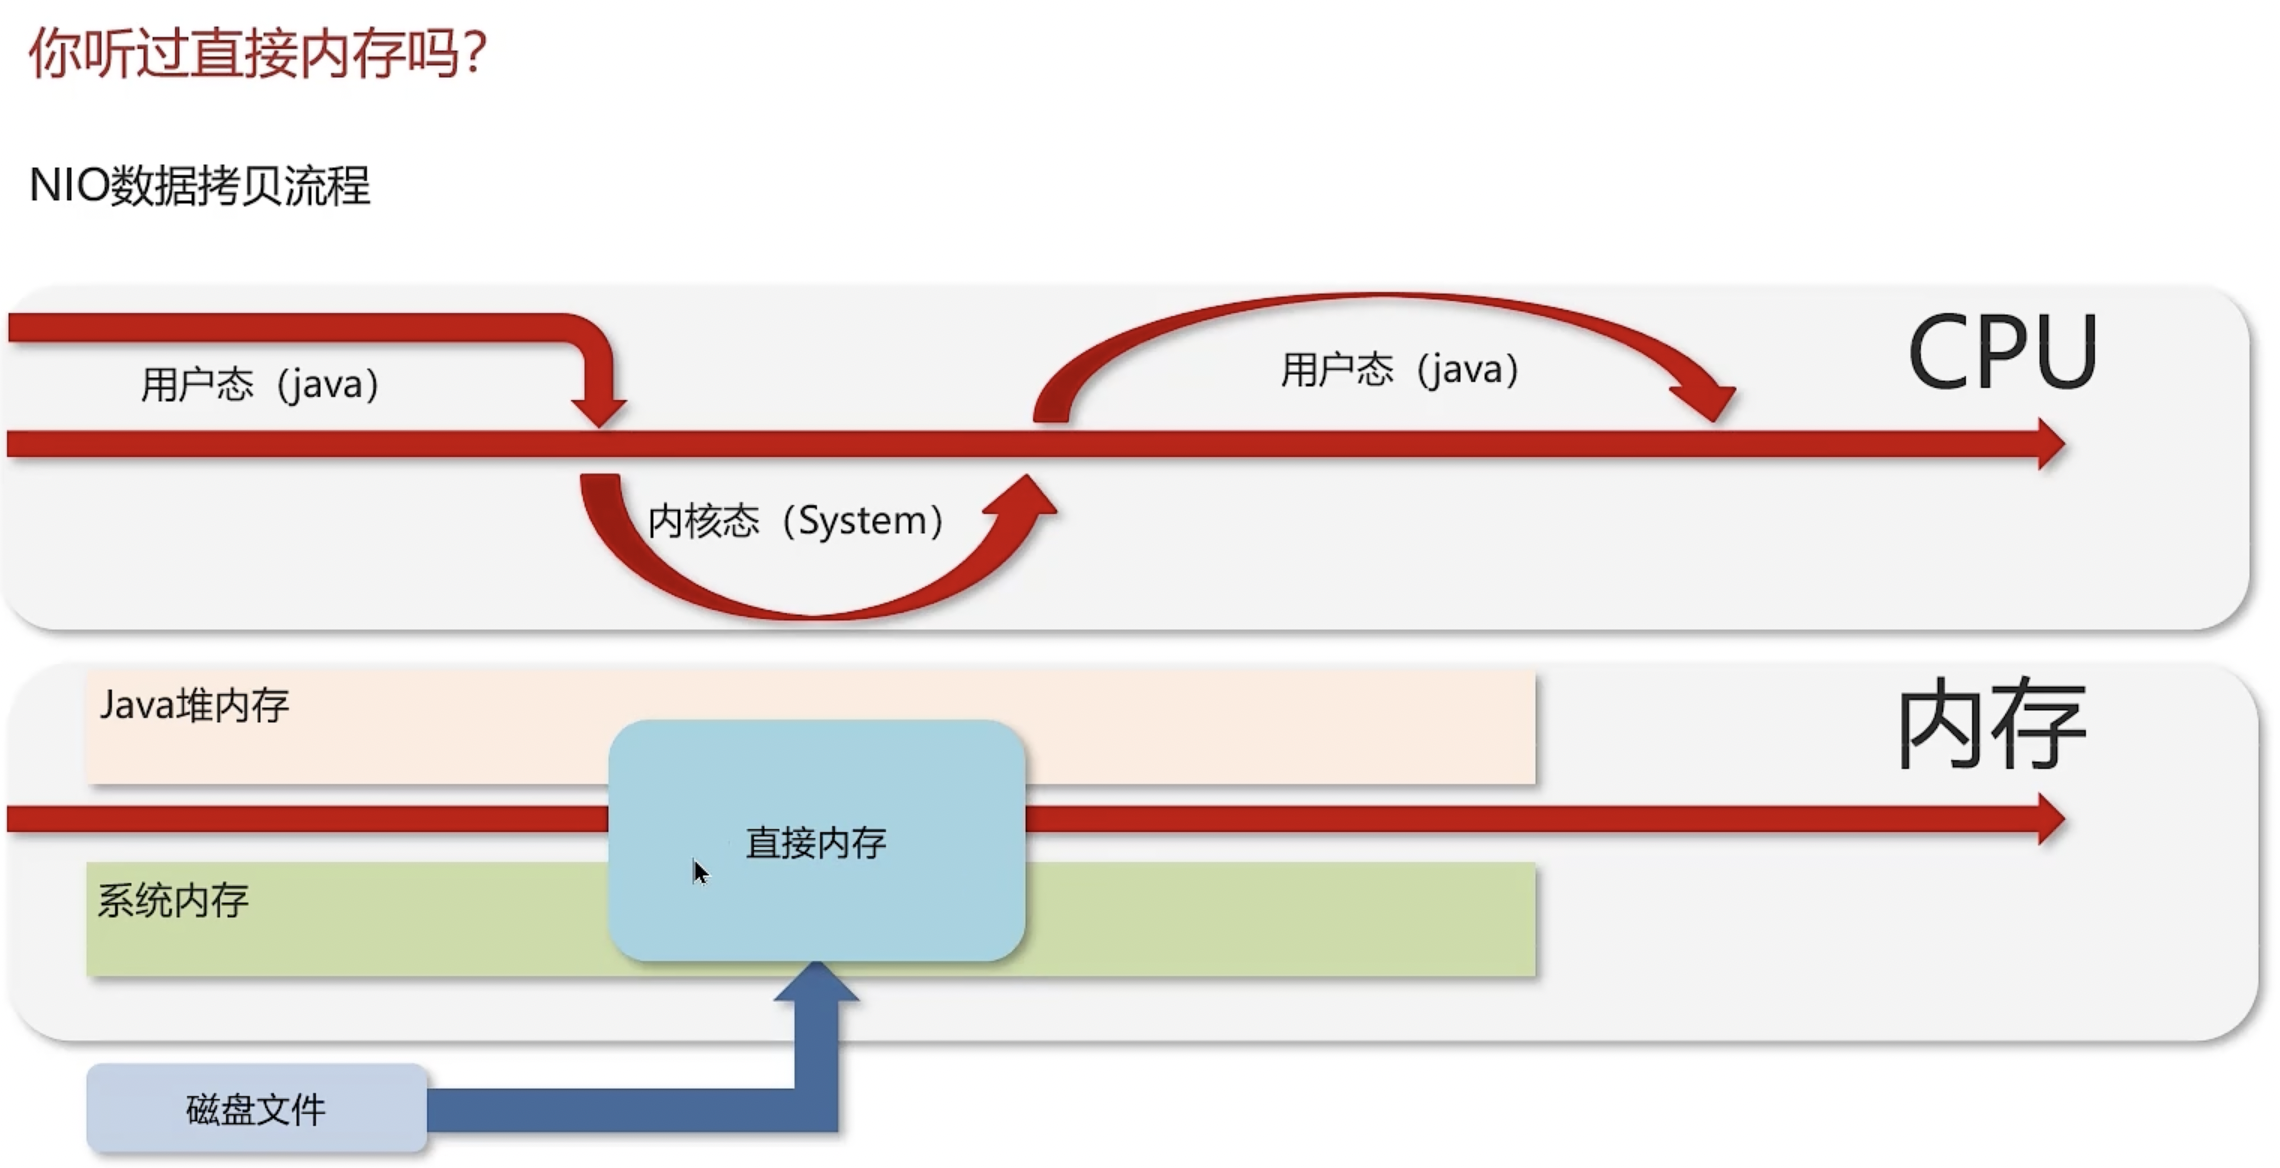 你听过直接内存吗?
NIO数据拷贝流程
CPU
用户态（java）
用户态（java）
内核态（System）
内存
Java堆内存
直接内存
系统内存
磁盘文件